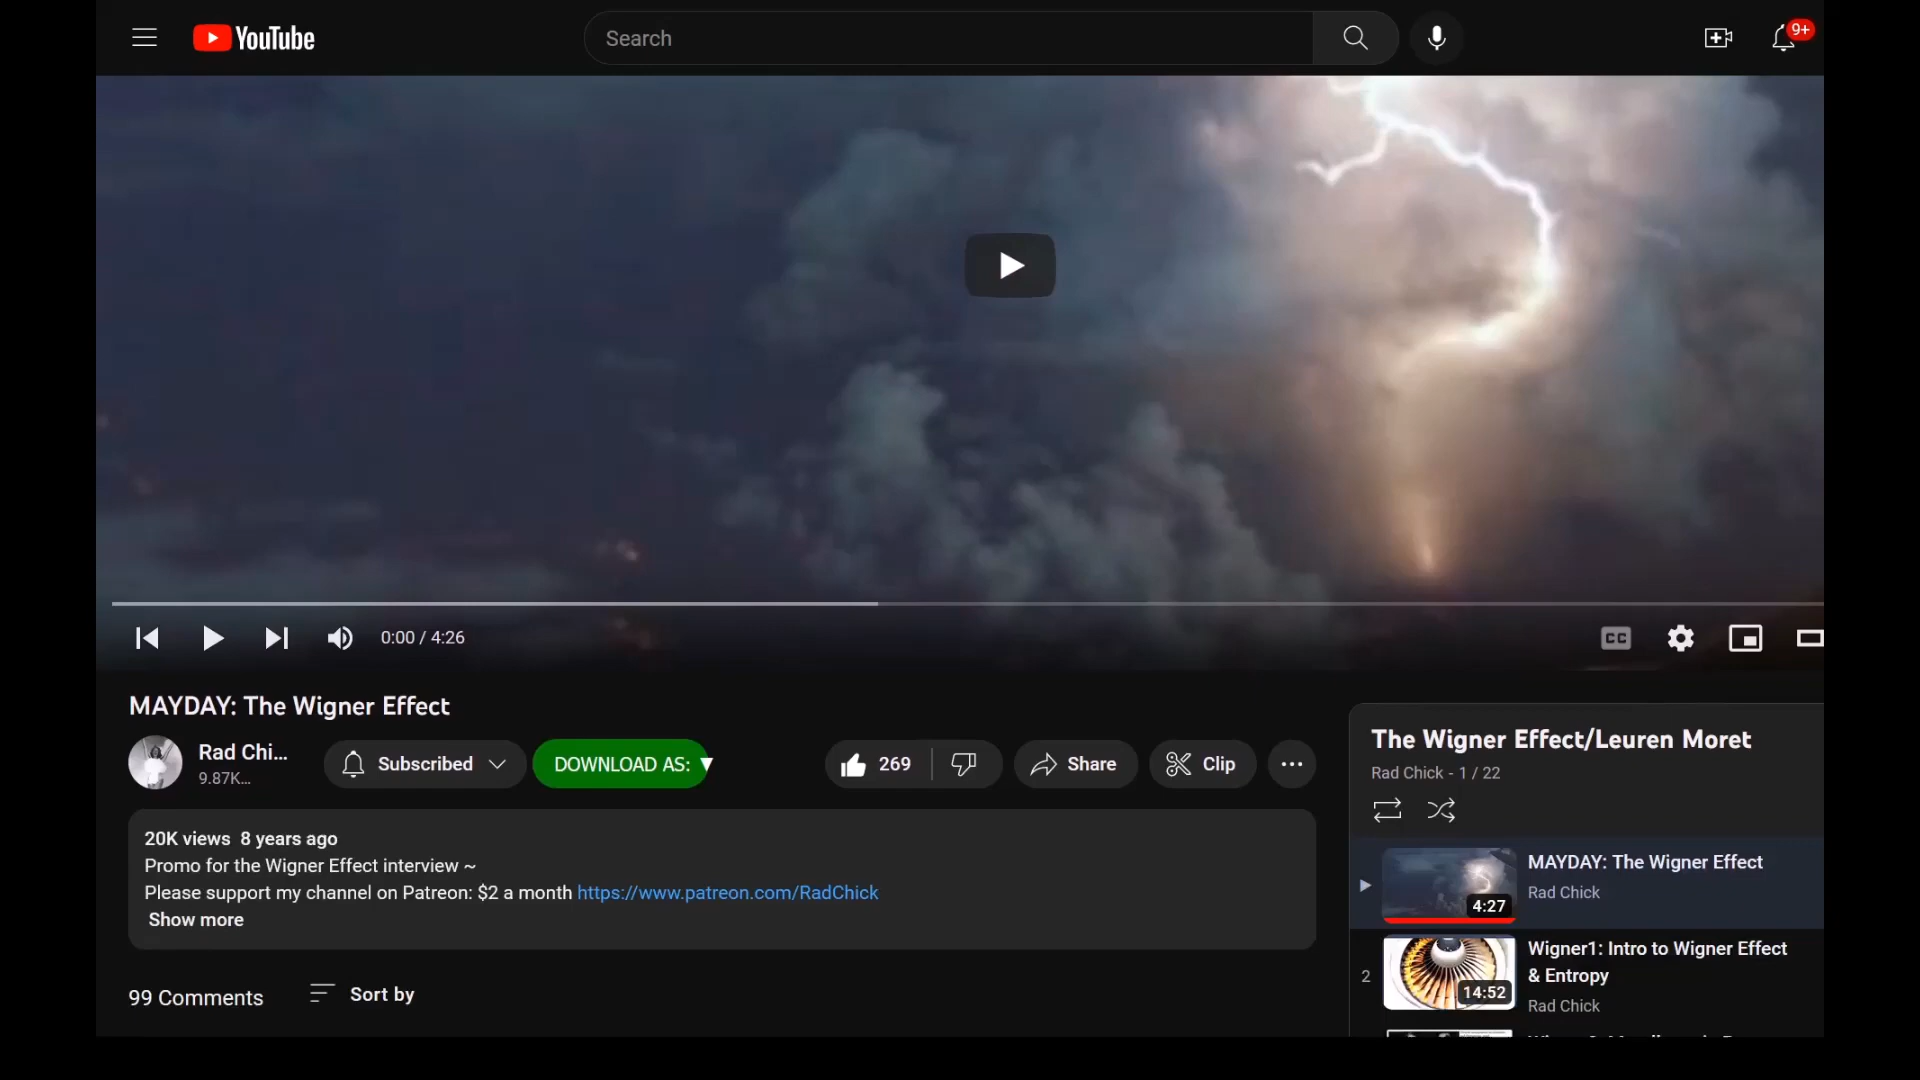 YouTube
Search
9+
0:00 / 4:26
CC
MAYDAY: The Wigner Effect
Rad Chi...
9.87K...
Subscribed
DOWNLOAD AS: ▼
269
Share
Clip
20K views 8 years ago
Promo for the Wigner Effect interview ~
Please support my channel on Patreon: $2 a month https://www.patreon.com/RadChick
Show more
99 Comments
Sort by
The Wigner Effect/Leuren Moret
Rad Chick - 1 / 22
MAYDAY: The Wigner Effect
Rad Chick
4:27
2
Wigner1: Intro to Wigner Effect
& Entropy
14:52
Rad Chick